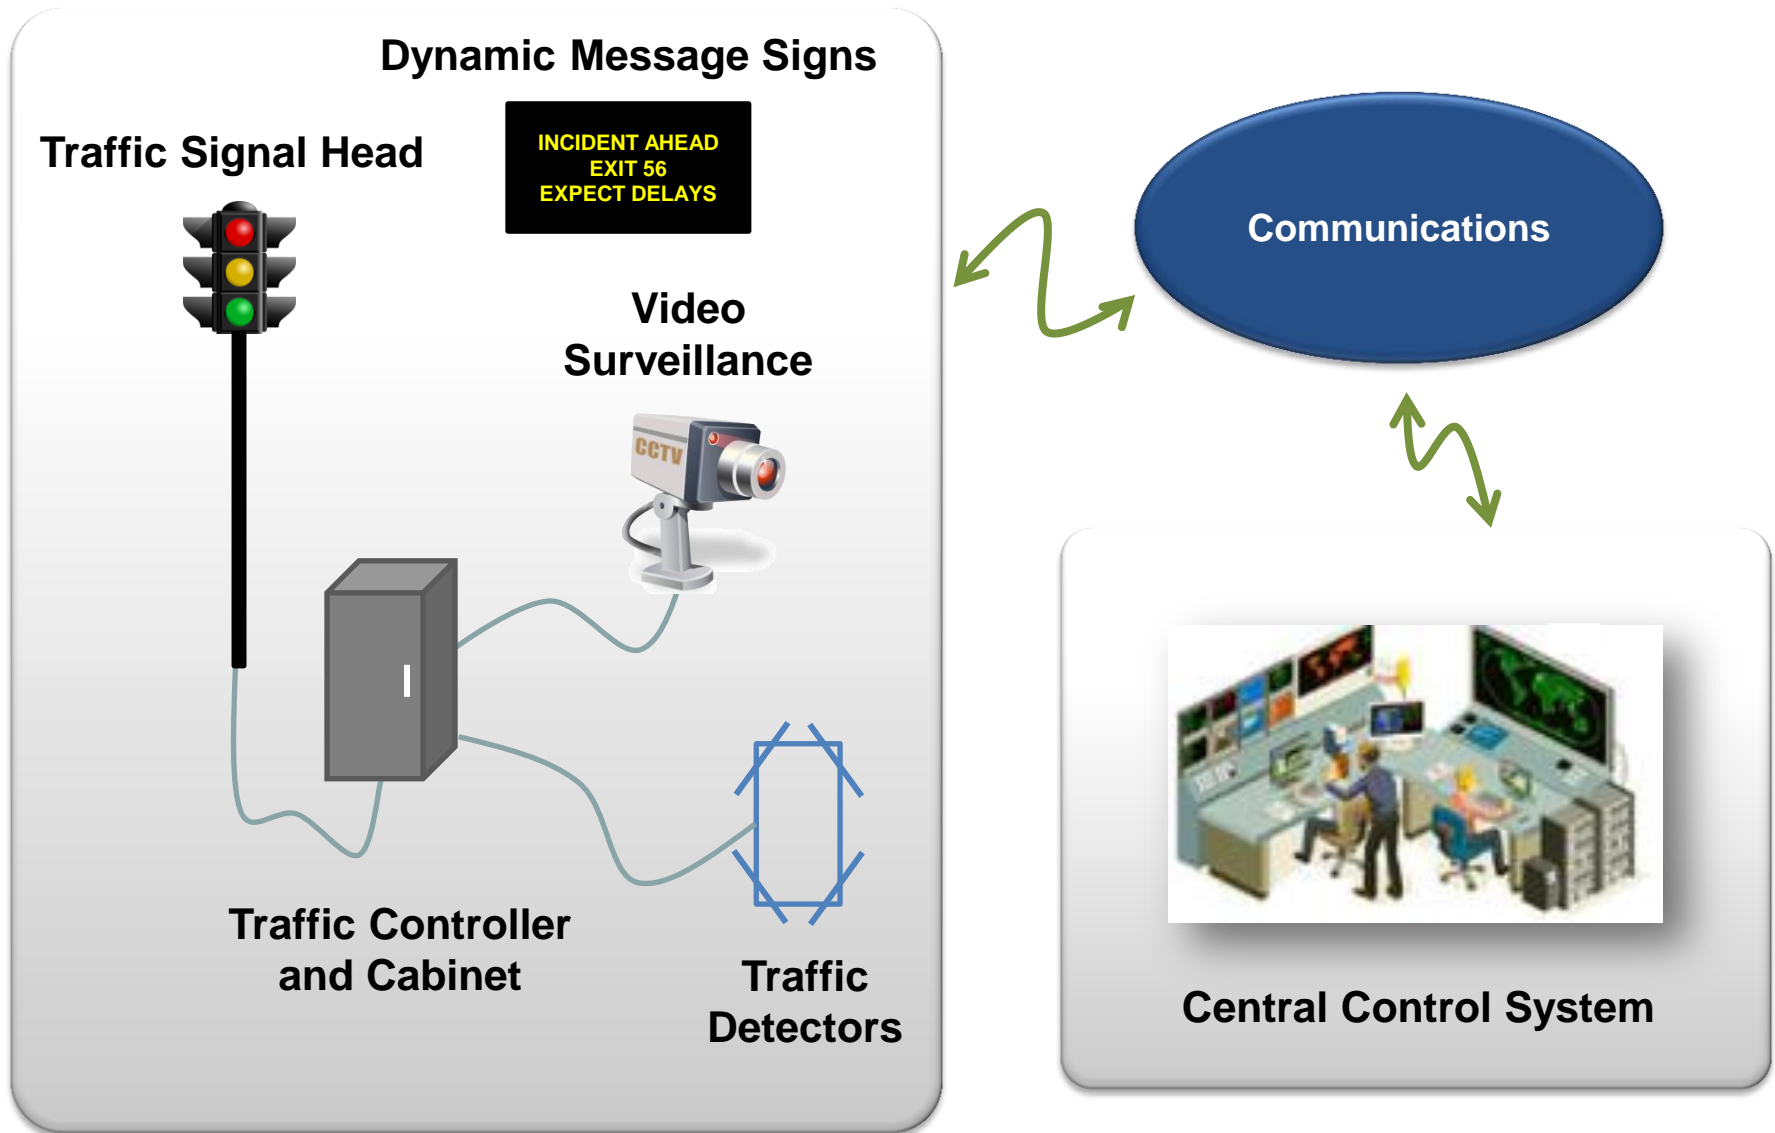 Dynamic Message Signs
INCIDENT AHEAD
EXIT 56
EXPECT DELAYS
Traffic Signal Head
Video
Surveillance
CCTV
Traffic Controller
and Cabinet
Traffic
Detectors
Communications
Central Control System